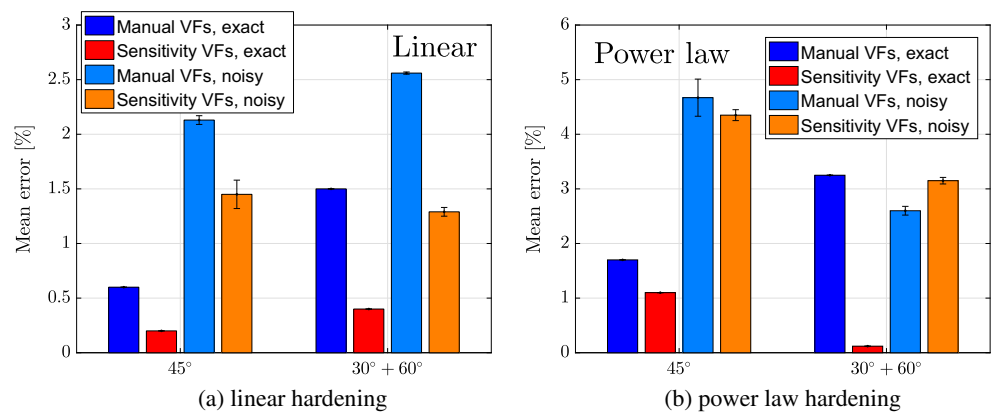 Mean error [%]
3
2.5
2
1.5
1
0.5
0
Manual VFs, exact
Sensitivity VFs, exact
Manual VFs, noisy
Sensitivity VFs, noisy
Linear
45°
30° + 60°
(a) linear hardening
Mean error [%]
6
5
4
3
2
1
0
Power law
Manual VFs, exact
Sensitivity VFs, exact
Manual VFs, noisy
Sensitivity VFs, noisy
45°
30° + 60°
(b) power law hardening